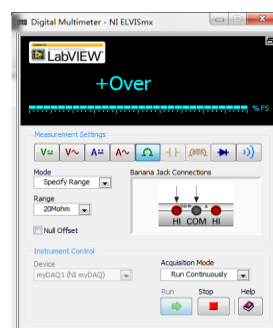 Digital Multimeter - NI ELVISmx
LabVIEW
+Over
% FS
Measurement Settings
V= V~ A= A~ Ω
Mode
Specify Range
Banana Jack Connections
HI COM HI
Range
20Mohm
Null Offset
Instrument Control
Device
myDAQ1 (NI myDAQ)
Acquisition Mode
Run Continuously
Run Stop Help